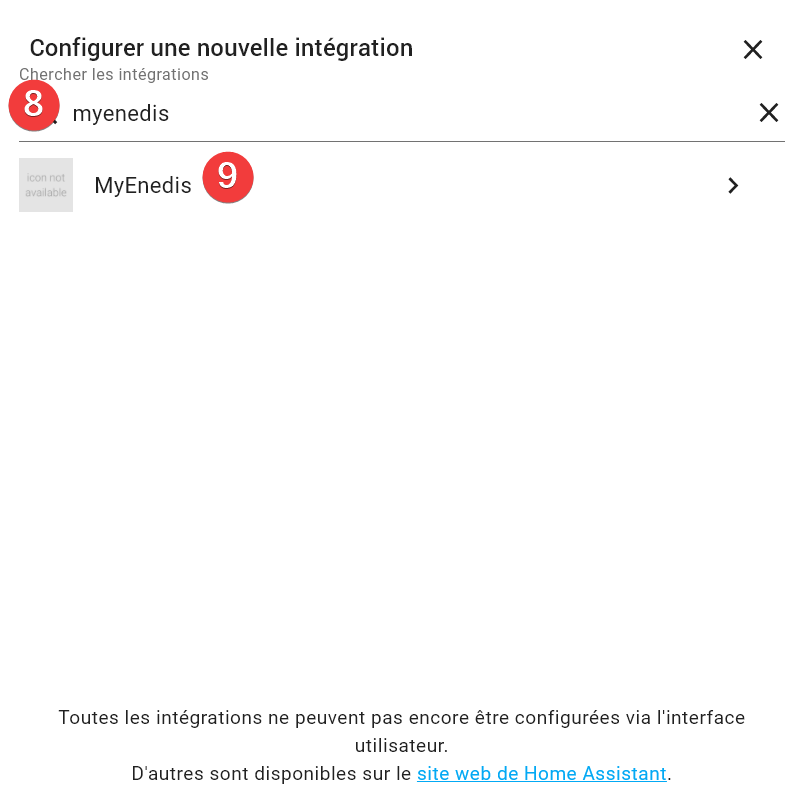 Configurer une nouvelle intégration
Chercher les intégrations
8
myenedis
icon not
available
MyEnedis
9
Toutes les intégrations ne peuvent pas encore être configurées via l'interface
utilisateur.
D'autres sont disponibles sur le site web de Home Assistant.